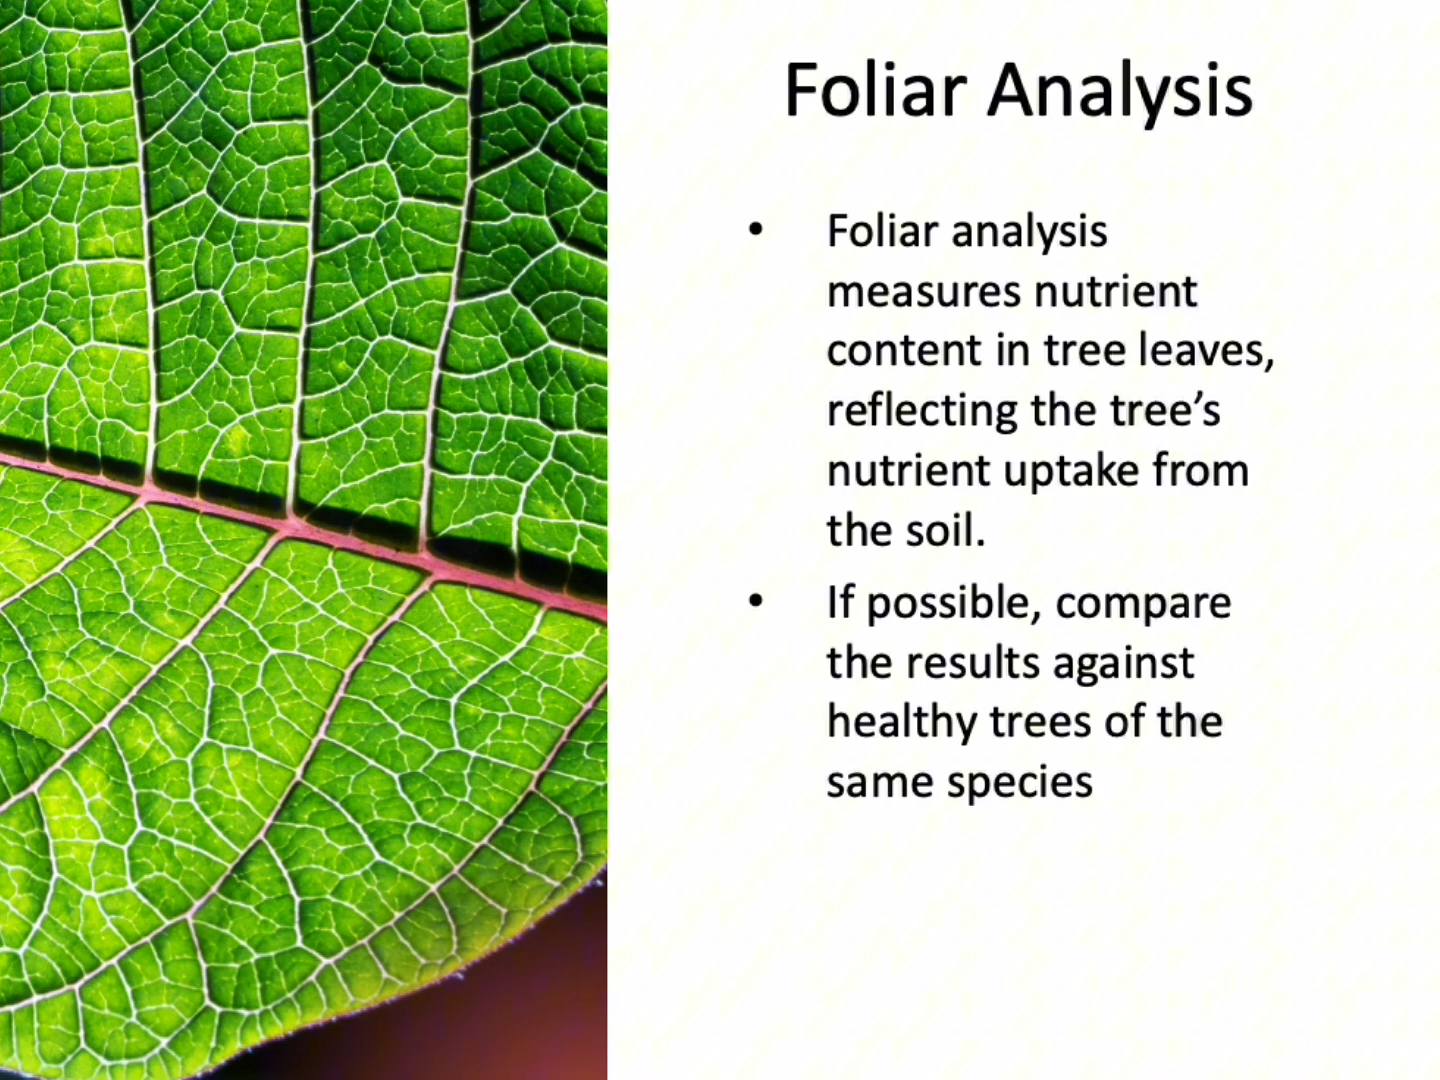 Foliar Analysis
• Foliar analysis
measures nutrient
content in tree leaves,
reflecting the tree’s
nutrient uptake from
the soil.
• If possible, compare
the results against
healthy trees of the
same species